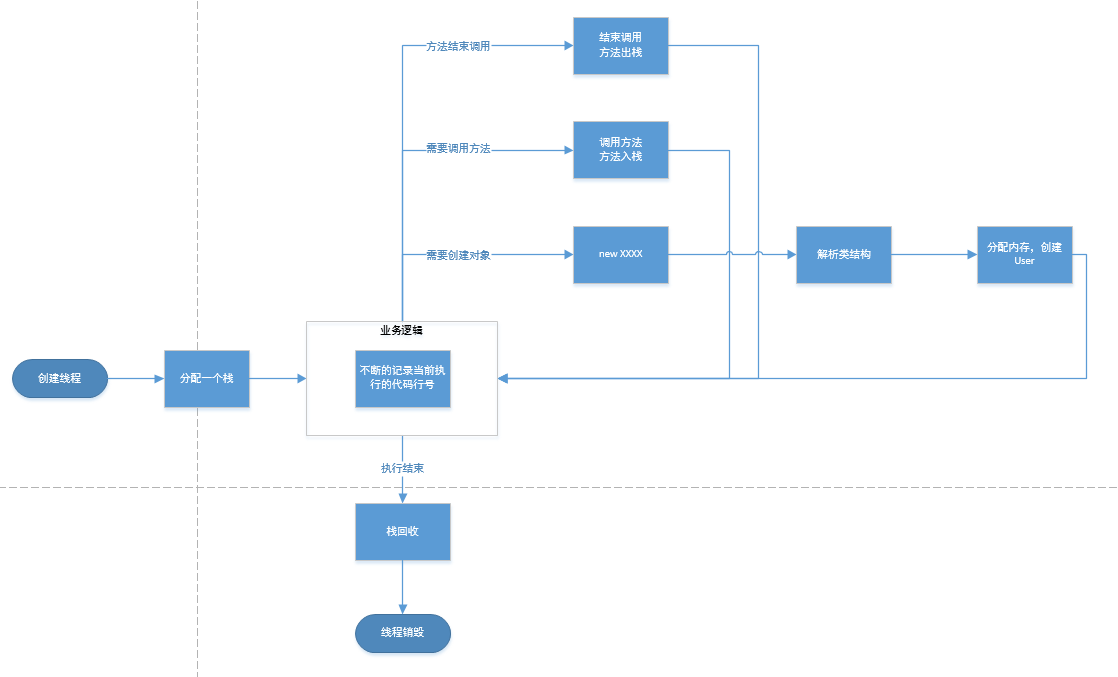 方法结束调用
结束调用
方法出栈
需要调用方法
调用方法
方法入栈
需要创建对象
new XXXX
解析类结构
分配内存，创建
User
业务逻辑
创建线程
分配一个栈
不断的记录当前执
行的代码行号
执行结束
栈回收
线程销毁